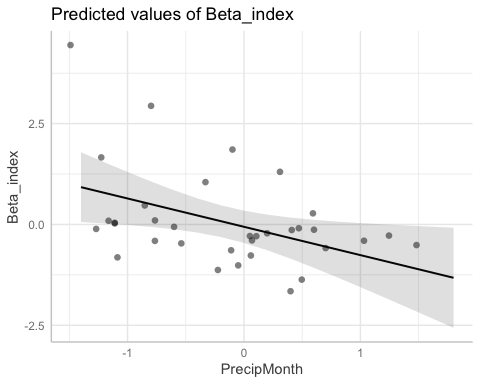 Predicted values of Beta_index
Beta_index
2.5
0.0
-2.5
-1
0
1
PrecipMonth